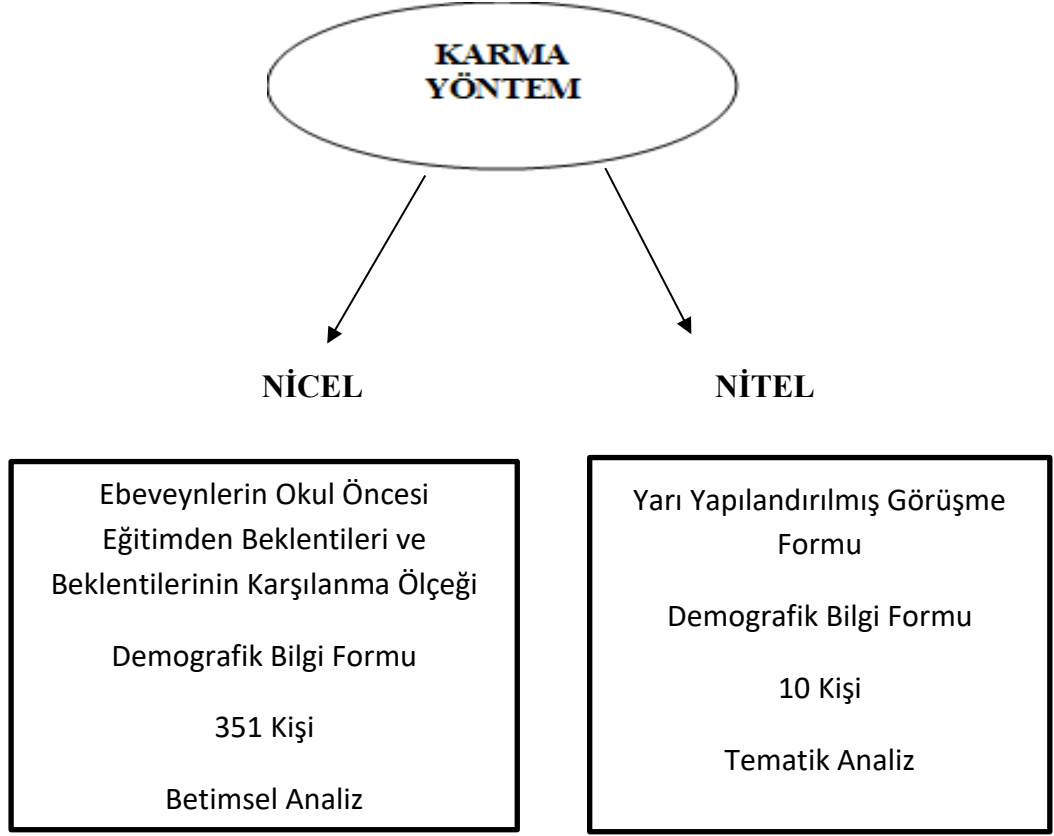 KARMA
YÖNTEM
NİCEL
NİTEL
Ebeveynlerin Okul Öncesi
Eğitimden Beklentileri ve
Beklentilerinin Karşılanma Ölçeği
Demografik Bilgi Formu
351 Kişi
Betimsel Analiz
Yarı Yapılandırılmış Görüşme
Formu
Demografik Bilgi Formu
10 Kişi
Tematik Analiz